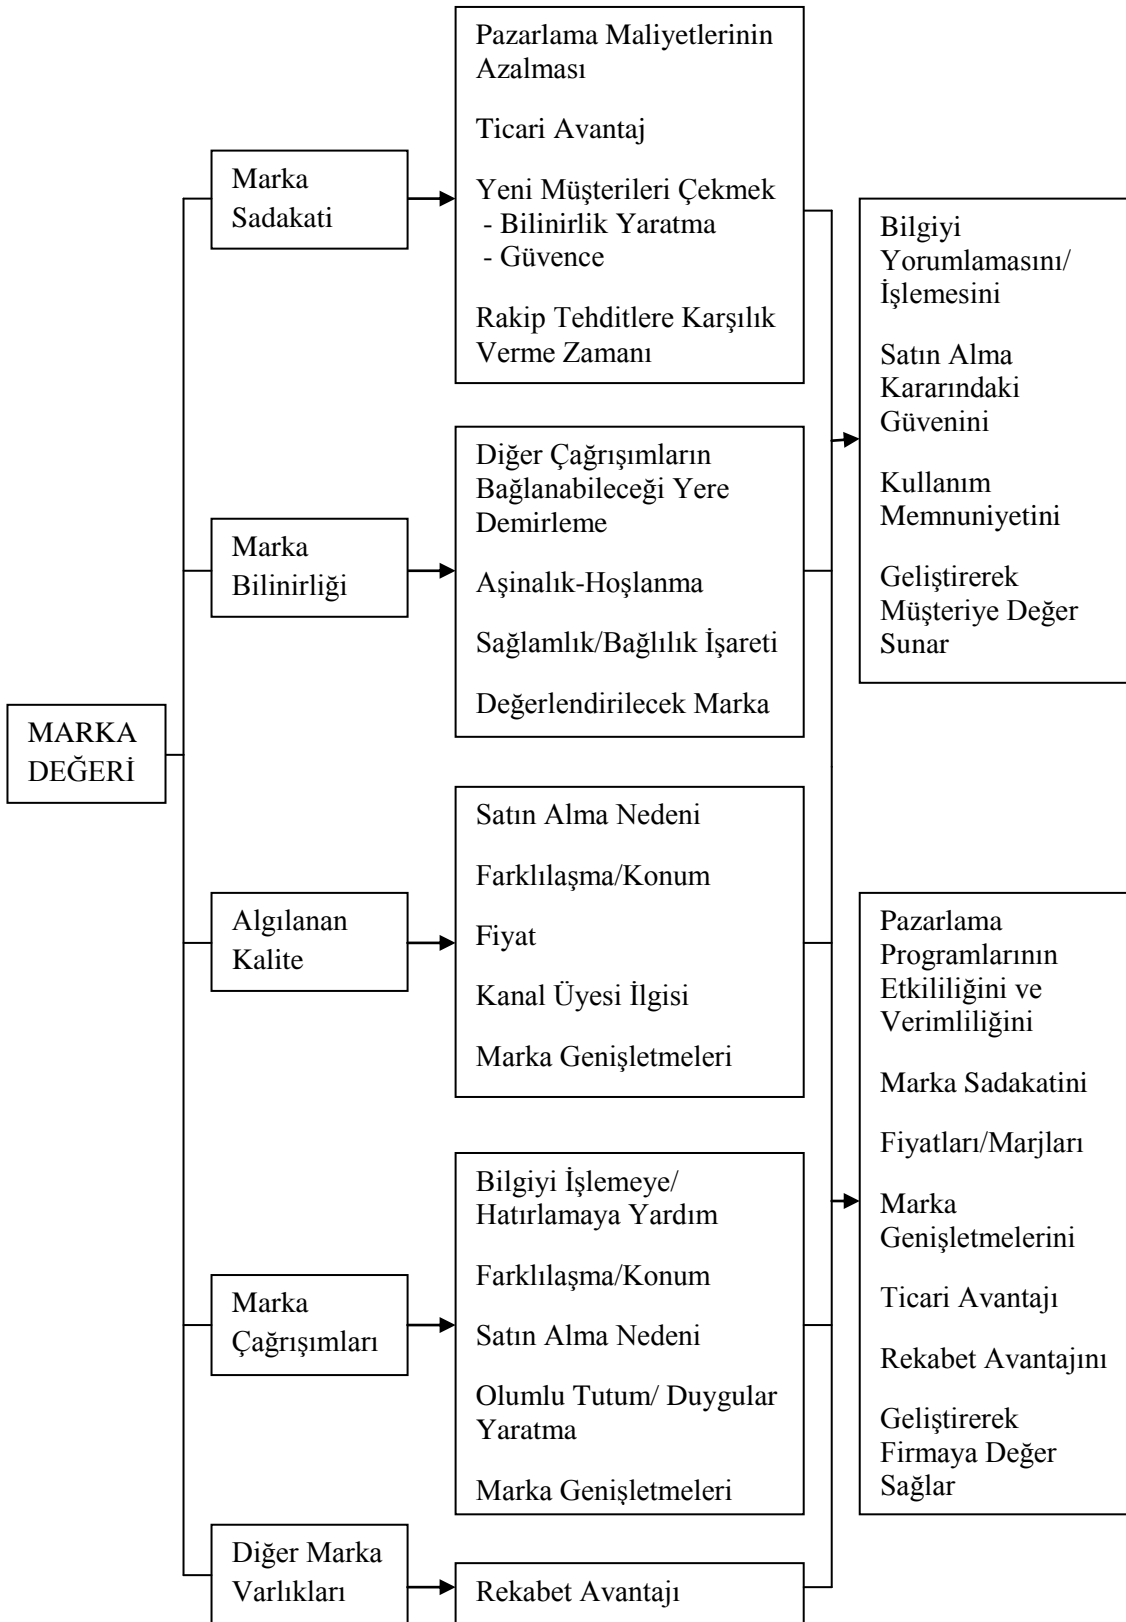 MARKA
DEĞERİ
Marka
Sadakati
Pazarlama Maliyetlerinin
Azalması
Ticari Avantaj
Yeni Müşterileri Çekmek
- Bilinirlik Yaratma
- Güvence
Rakip Tehditlere Karşılık
Verme Zamanı
Marka
Bilinirliği
Diğer Çağrışımların
Bağlanabileceği Yere
Demirleme
Aşinalık-Hoşlanma
Sağlamlık/Bağlılık İşareti
Değerlendirilecek Marka
Algılanan
Kalite
Satın Alma Nedeni
Farklılaşma/Konum
Fiyat
Kanal Üyesi İlgisi
Marka Genişletmeleri
Marka
Çağrışımları
Bilgiyi İşlemeye/
Hatırlamaya Yardım
Farklılaşma/Konum
Satın Alma Nedeni
Olumlu Tutum/ Duygular
Yaratma
Marka Genişletmeleri
Diğer Marka
Varlıkları
Rekabet Avantajı
Bilgiyi
Yorumlamasını/
İşlemesini
Satın Alma
Kararındaki
Güvenini
Kullanım
Memnuniyetini
Geliştirerek
Müşteriye Değer
Sunar
Pazarlama
Programlarının
Etkililiğini ve
Verimliliğini
Marka Sadakatini
Fiyatları/Marjları
Marka
Genişletmelerini
Ticari Avantajı
Rekabet Avantajını
Geliştirerek
Firmaya Değer
Sağlar